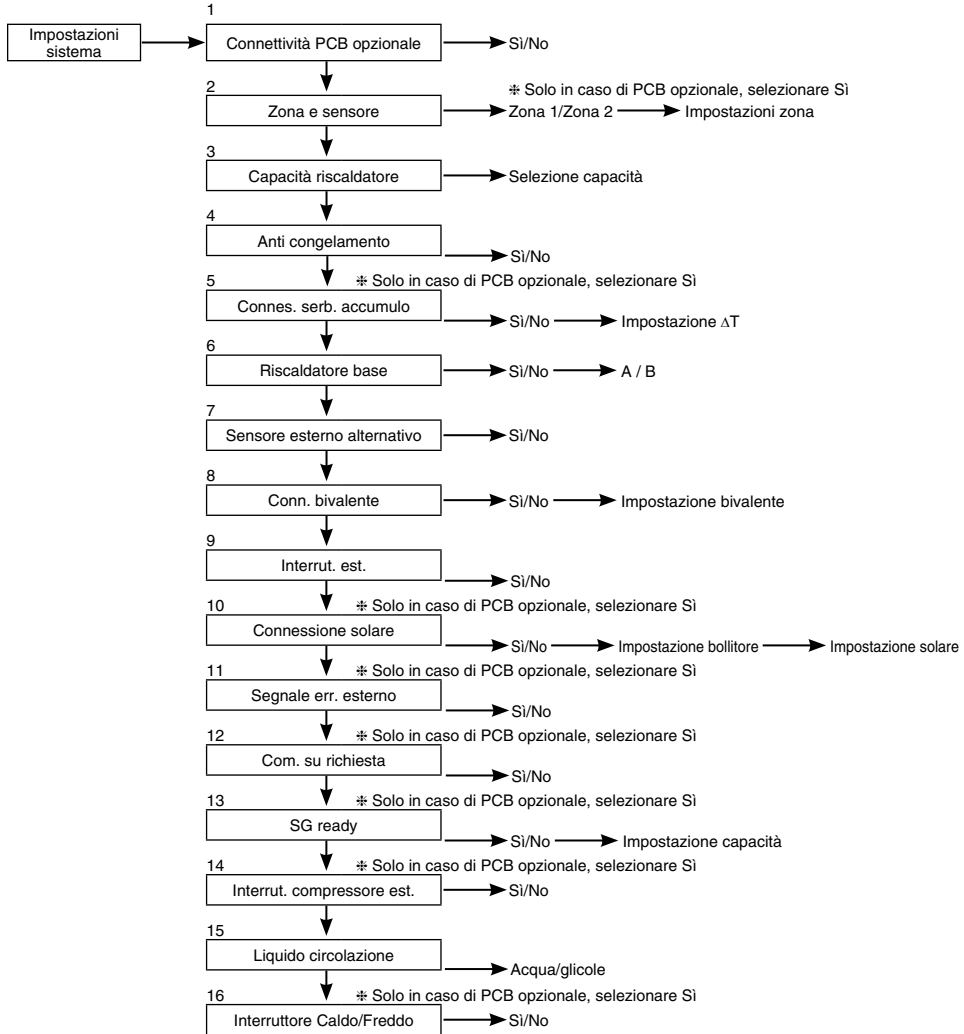 1
Impostazioni
sistema
Connettività PCB opzionale
Sì/No
2
❈ Solo in caso di PCB opzionale, selezionare Sì
Zona e sensore
Zona 1/Zona 2
Impostazioni zona
3
Capacità riscaldatore
Selezione capacità
4
Anti congelamento
Sì/No
5
❈ Solo in caso di PCB opzionale, selezionare Sì
Connes. serb. accumulo
Sì/No
Impostazione ∆T
6
Riscaldatore base
Sì/No
A / B
7
Sensore esterno alternativo
Sì/No
8
Conn. bivalente
Sì/No
Impostazione bivalente
9
Interrut. est.
Sì/No
10
❈ Solo in caso di PCB opzionale, selezionare Sì
Connessione solare
Sì/No
Impostazione bollitore
Impostazione solare
11
❈ Solo in caso di PCB opzionale, selezionare Sì
Segnale err. esterno
Sì/No
12
❈ Solo in caso di PCB opzionale, selezionare Sì
Com. su richiesta
Sì/No
13
❈ Solo in caso di PCB opzionale, selezionare Sì
SG ready
Sì/No
Impostazione capacità
14
❈ Solo in caso di PCB opzionale, selezionare Sì
Interrut. compressore est.
Sì/No
15
Liquido circolazione
Acqua/glicole
16
❈ Solo in caso di PCB opzionale, selezionare Sì
Interruttore Caldo/Freddo
Sì/No